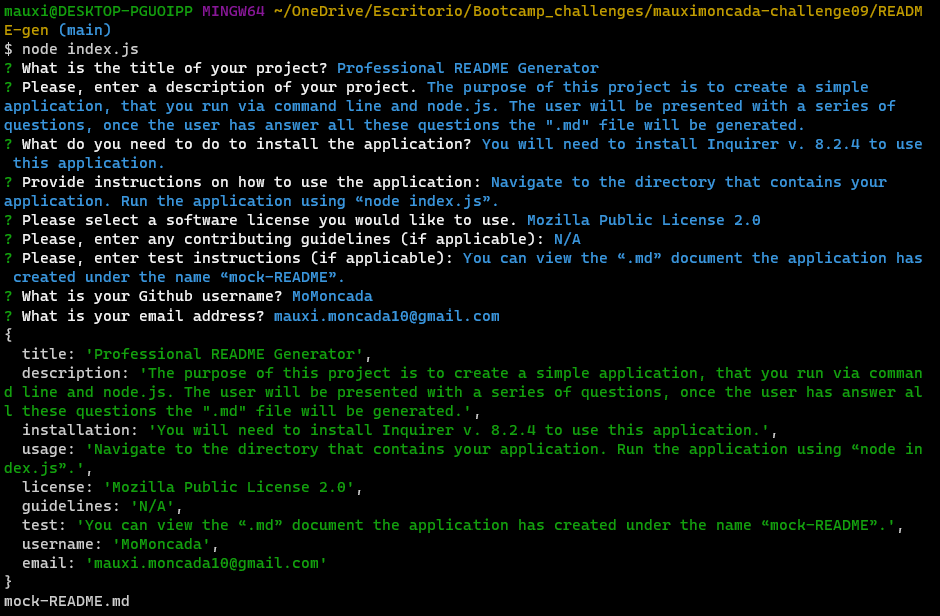 mauxi@DESKTOP-PGUOIPP MINGW64 ~/OneDrive/Escritorio/Bootcamp_challenges/mauximoncada-challenge09/READM
E-gen (main)
$ node index.js
? What is the title of your project? Professional README Generator
? Please, enter a description of your project. The purpose of this project is to create a simple
application, that you run via command line and node.js. The user will be presented with a series of
questions, once the user has answer all these questions the ".md" file will be generated.
? What do you need to do to install the application? You will need to install Inquirer v. 8.2.4 to use
this application.
? Provide instructions on how to use the application: Navigate to the directory that contains your
application. Run the application using “node index.js”.
? Please select a software license you would like to use. Mozilla Public License 2.0
? Please, enter any contributing guidelines (if applicable): N/A
? Please, enter test instructions (if applicable): You can view the “.md” document the application has
created under the name “mock-README”.
? What is your Github username? MoMoncada
? What is your email address? mauxi.moncada10@gmail.com
{
  title: 'Professional README Generator',
  description: 'The purpose of this project is to create a simple application, that you run via comman
d line and node.js. The user will be presented with a series of questions, once the user has answer al
l these questions the ".md" file will be generated.',
  installation: 'You will need to install Inquirer v. 8.2.4 to use this application.',
  usage: 'Navigate to the directory that contains your application. Run the application using “node in
dex.js”.',
  license: 'Mozilla Public License 2.0',
  guidelines: 'N/A',
  test: 'You can view the “.md” document the application has created under the name “mock-README”.',
  username: 'MoMoncada',
  email: 'mauxi.moncada10@gmail.com'
}
mock-README.md